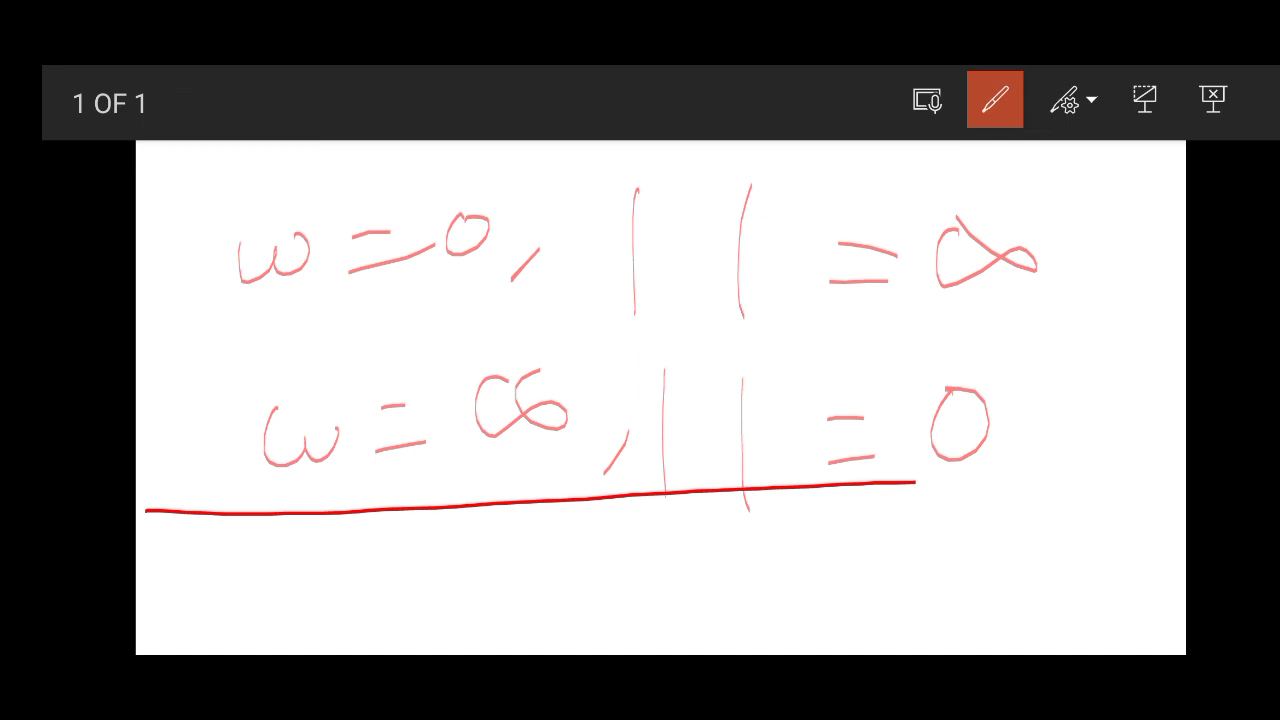 1 OF 1
ω = 0, | | = ∞
ω = ∞, | | = 0